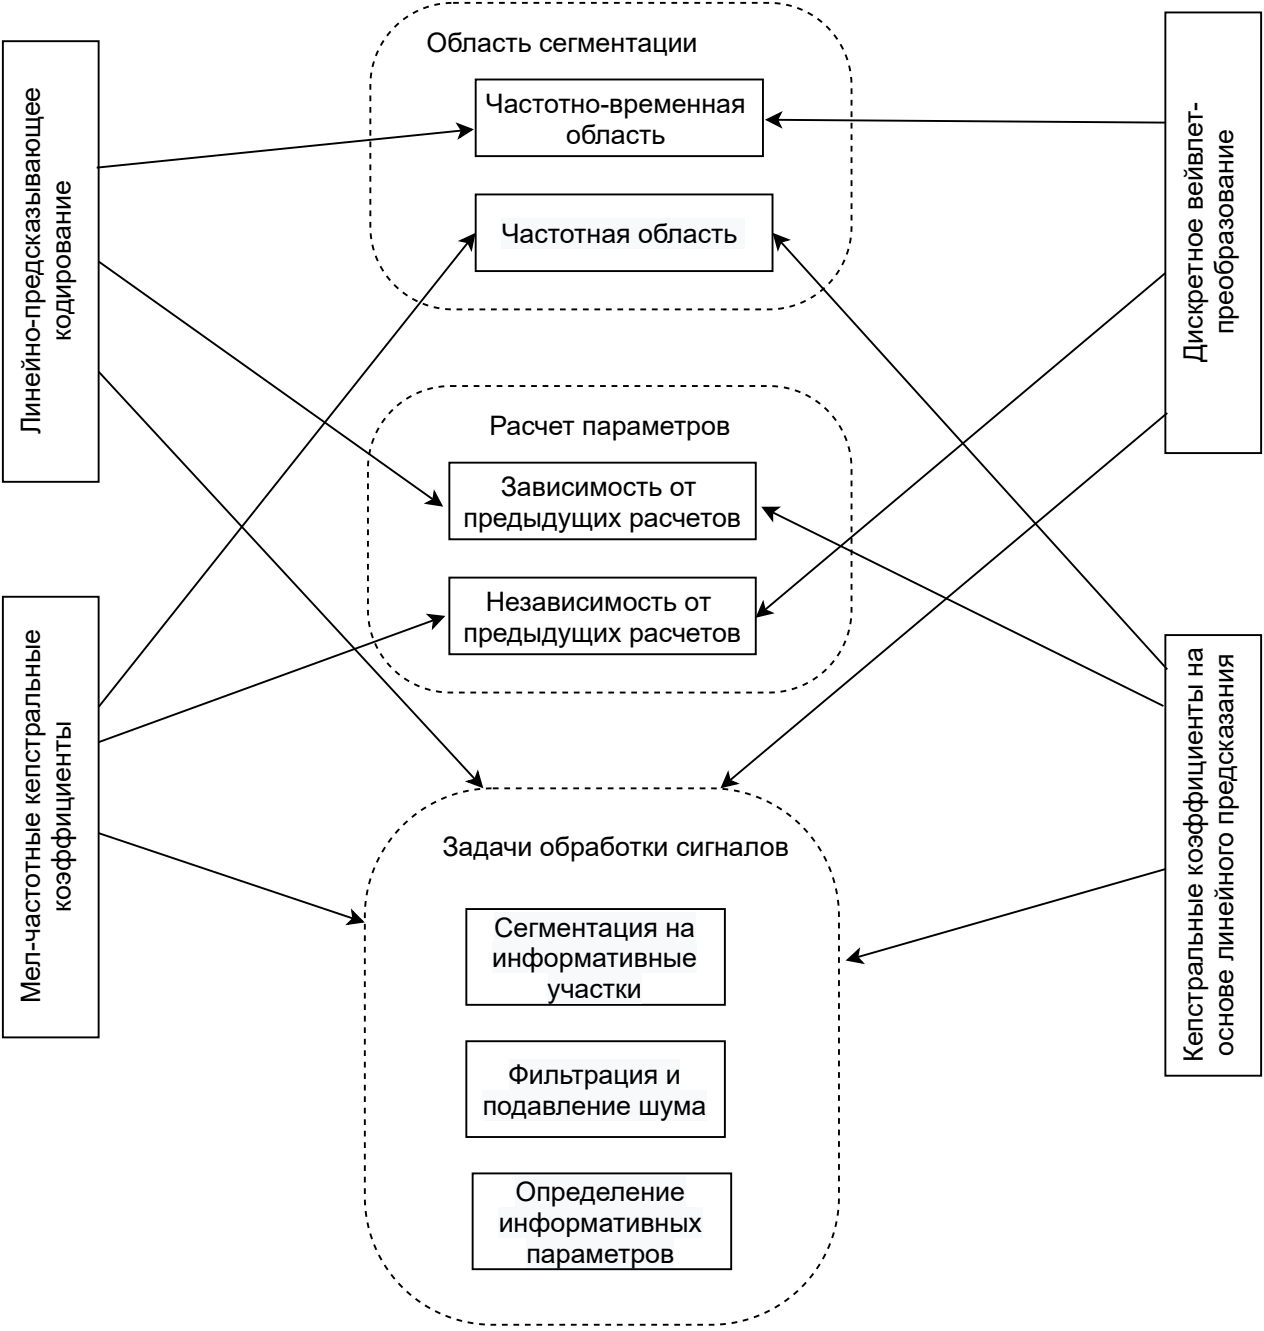 Линейно-предсказывающее
кодирование
Мел-частотные кепстральные
коэффициенты
Область сегментации
Частотно-временная
область
Частотная область
Расчет параметров
Зависимость от
предыдущих расчетов
Независимость от
предыдущих расчетов
Задачи обработки сигналов
Сегментация на
информативные
участки
Фильтрация и
подавление шума
Определение
информативных
параметров
Дискретное вейвлет-
преобразование
Кепстральные коэффициенты на
основе линейного предсказания